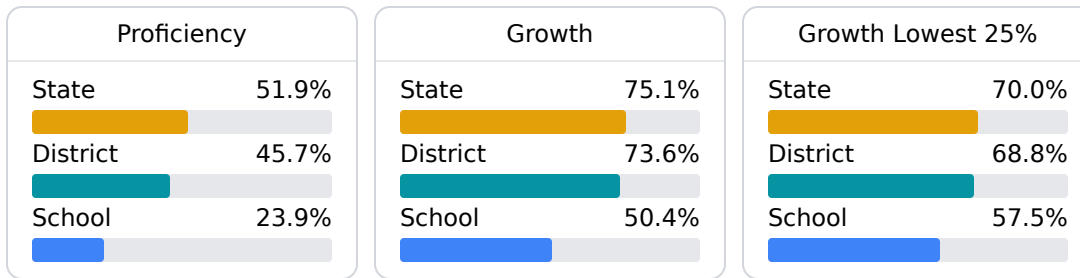 Proficiency
State 51.9%
District 45.7%
School 23.9%
Growth
State 75.1%
District 73.6%
School 50.4%
Growth Lowest 25%
State 70.0%
District 68.8%
School 57.5%